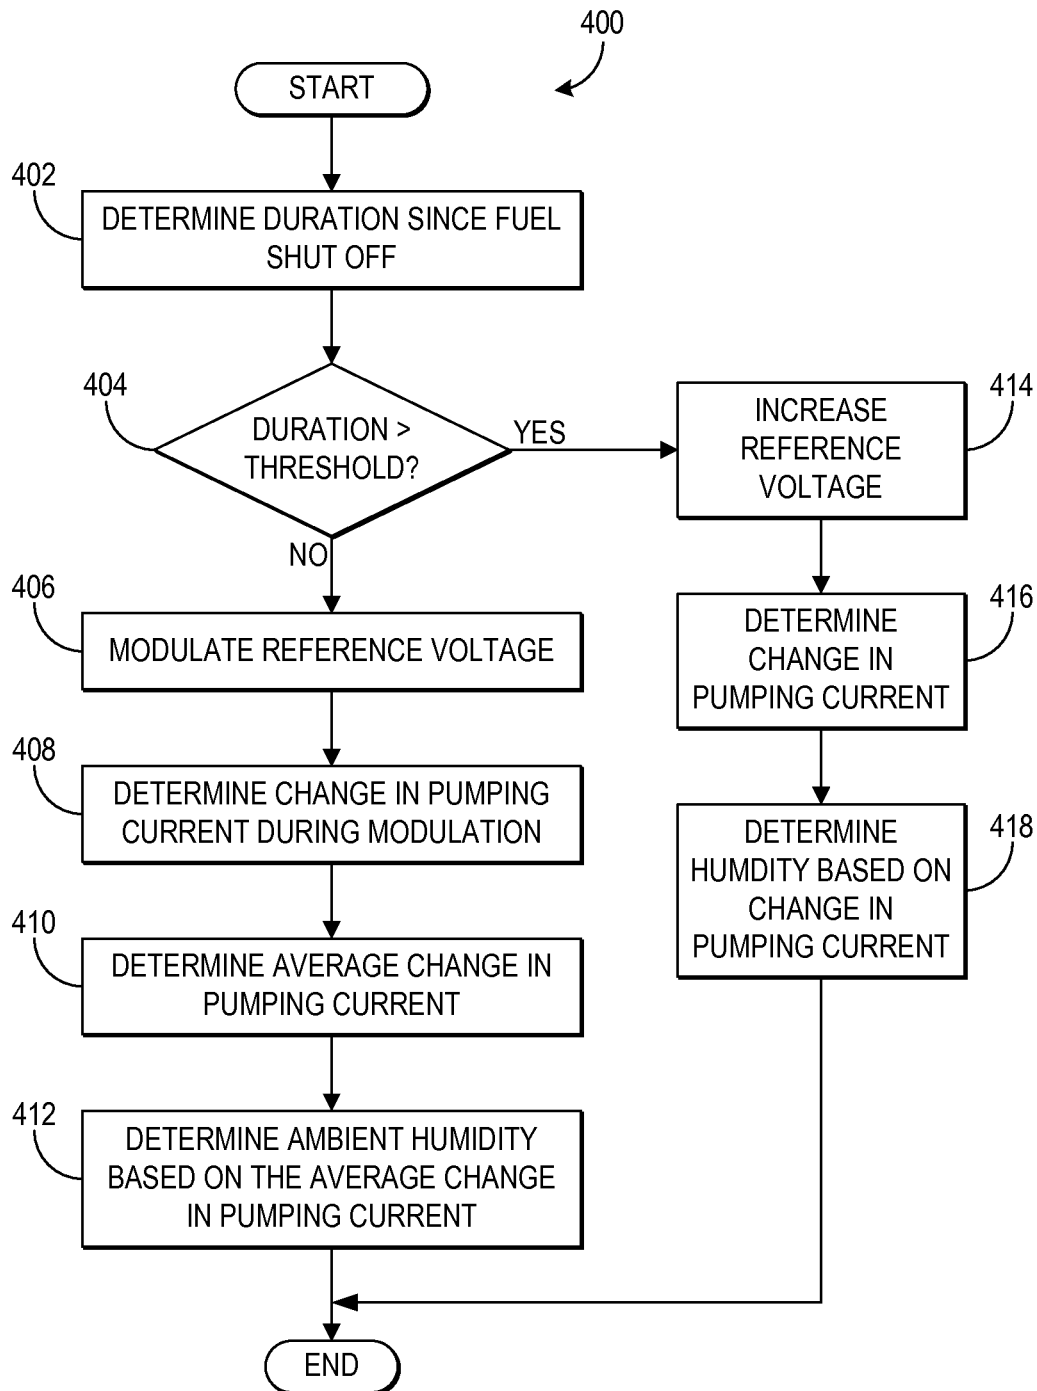 400
START
402
DETERMINE DURATION SINCE FUEL
SHUT OFF
404
DURATION >
THRESHOLD?
YES
NO
406
MODULATE REFERENCE VOLTAGE
408
DETERMINE CHANGE IN PUMPING
CURRENT DURING MODULATION
410
DETERMINE AVERAGE CHANGE IN
PUMPING CURRENT
412
DETERMINE AMBIENT HUMIDITY
BASED ON THE AVERAGE CHANGE
IN PUMPING CURRENT
414
INCREASE
REFERENCE
VOLTAGE
416
DETERMINE
CHANGE IN
PUMPING CURRENT
418
DETERMINE
HUMDITY BASED ON
CHANGE IN
PUMPING CURRENT
END